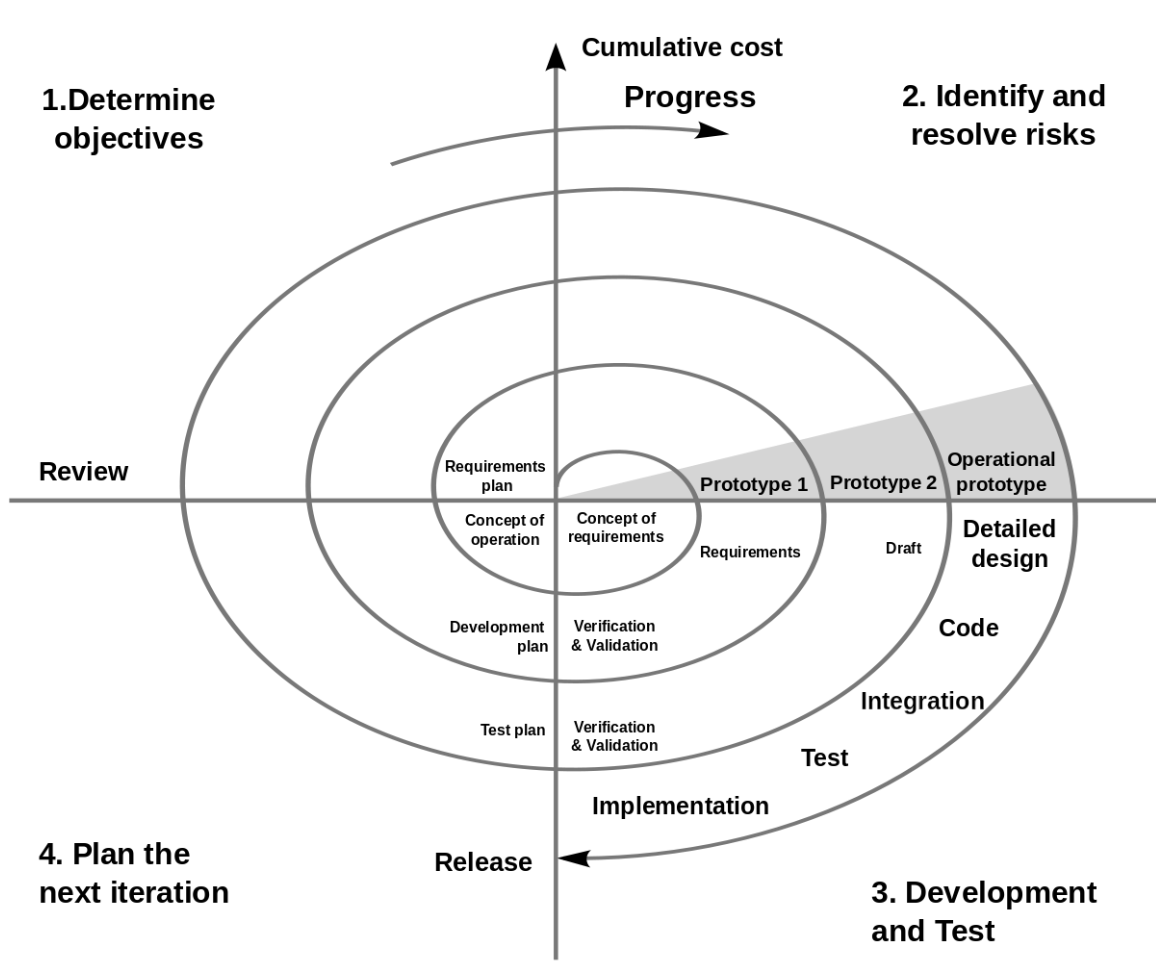 Cumulative cost
Progress
1.Determine
objectives
2. Identify and
resolve risks
Review
Requirements
plan
Prototype 1
Prototype 2
Operational
prototype
Concept of
operation
Concept of
requirements
Requirements
Draft
Detailed
design
Development
plan
Verification
& Validation
Code
Integration
Test plan
Verification
& Validation
Test
Implementation
Release
4. Plan the
next iteration
3. Development
and Test